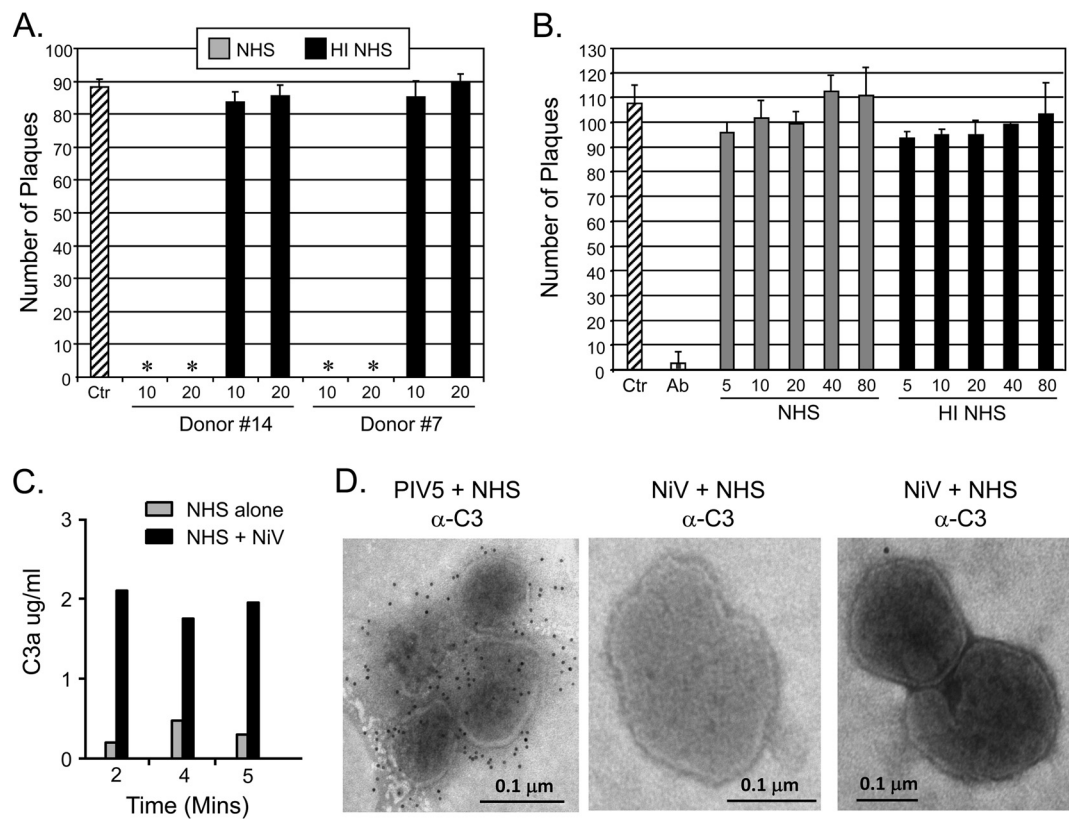 A.
NHS HI NHS
100
90
80
70
60
50
40
30
20
10
0
Number of Plaques
* * * *
Ctr 10 20 10 20 10 20 10 20
Donor #14 Donor #7
B.
130
120
110
100
90
80
70
60
50
40
30
20
10
0
Number of Plaques
Ctr Ab 5 10 20 40 80 5 10 20 40 80
NHS HI NHS
C.
NHS alone
NHS + NiV
3
2
1
0
C3a ug/ml
2 4 5
Time (Mins)
D.
PIV5 + NHS
α-C3
NiV + NHS
α-C3
NiV + NHS
α-C3
0.1 μm
0.1 μm
0.1 μm